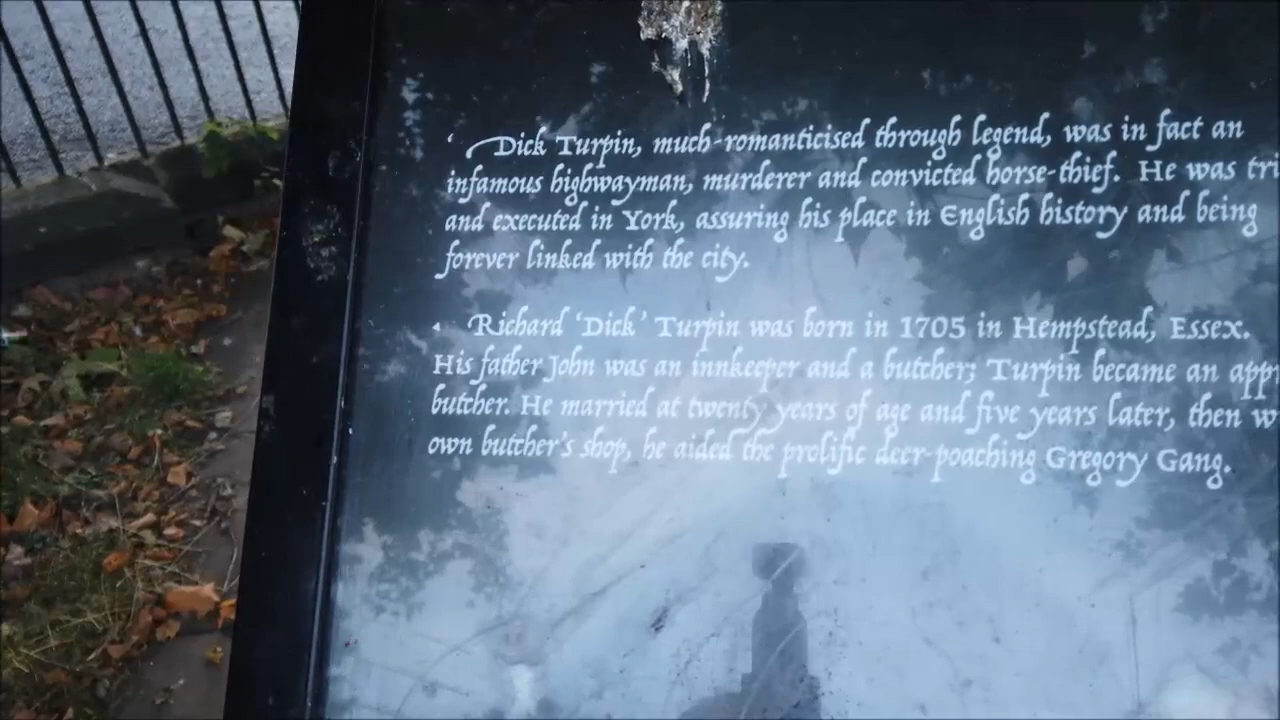 Dick Turpin, much-romanticised through legend, was in fact an
infamous highwayman, murderer and convicted horse-thief. He was
and executed in York, assuring his place in English history and being
forever linked with the city.
Richard ‘Dick’ Turpin was born in 1705 in Hempstead, Essex.
His father John was an innkeeper and a butcher; Turpin became an
butcher. He married at twenty years of age and five years later, then
own butcher's shop, he aided the prolific deer-poaching Gregory Gang.